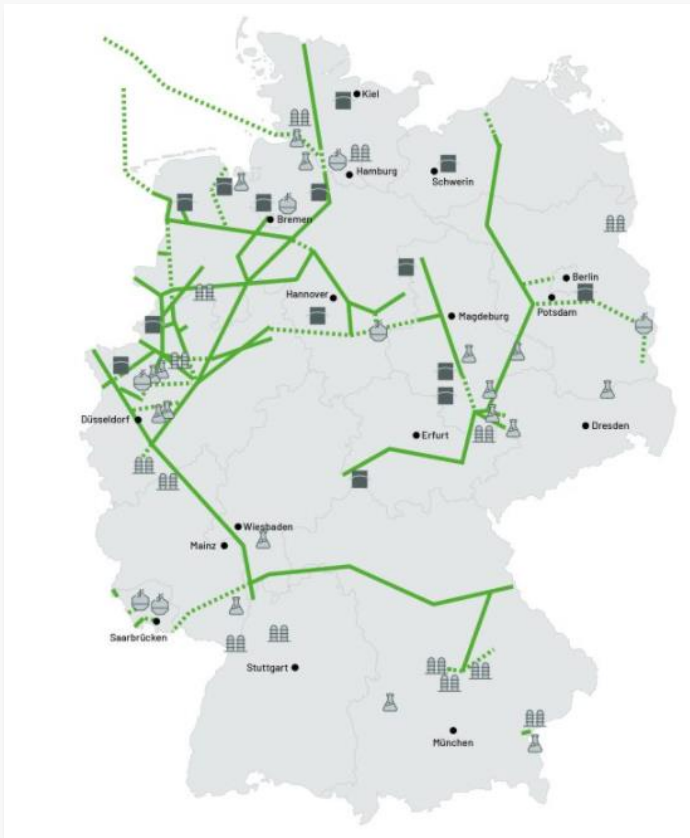 Kiel
Hamburg
Schwerin
Bremen
Berlin
Hannover
Potsdam
Magdeburg
Düsseldorf
Erfurt
Dresden
Wiesbaden
Mainz
Saarbrücken
Stuttgart
München